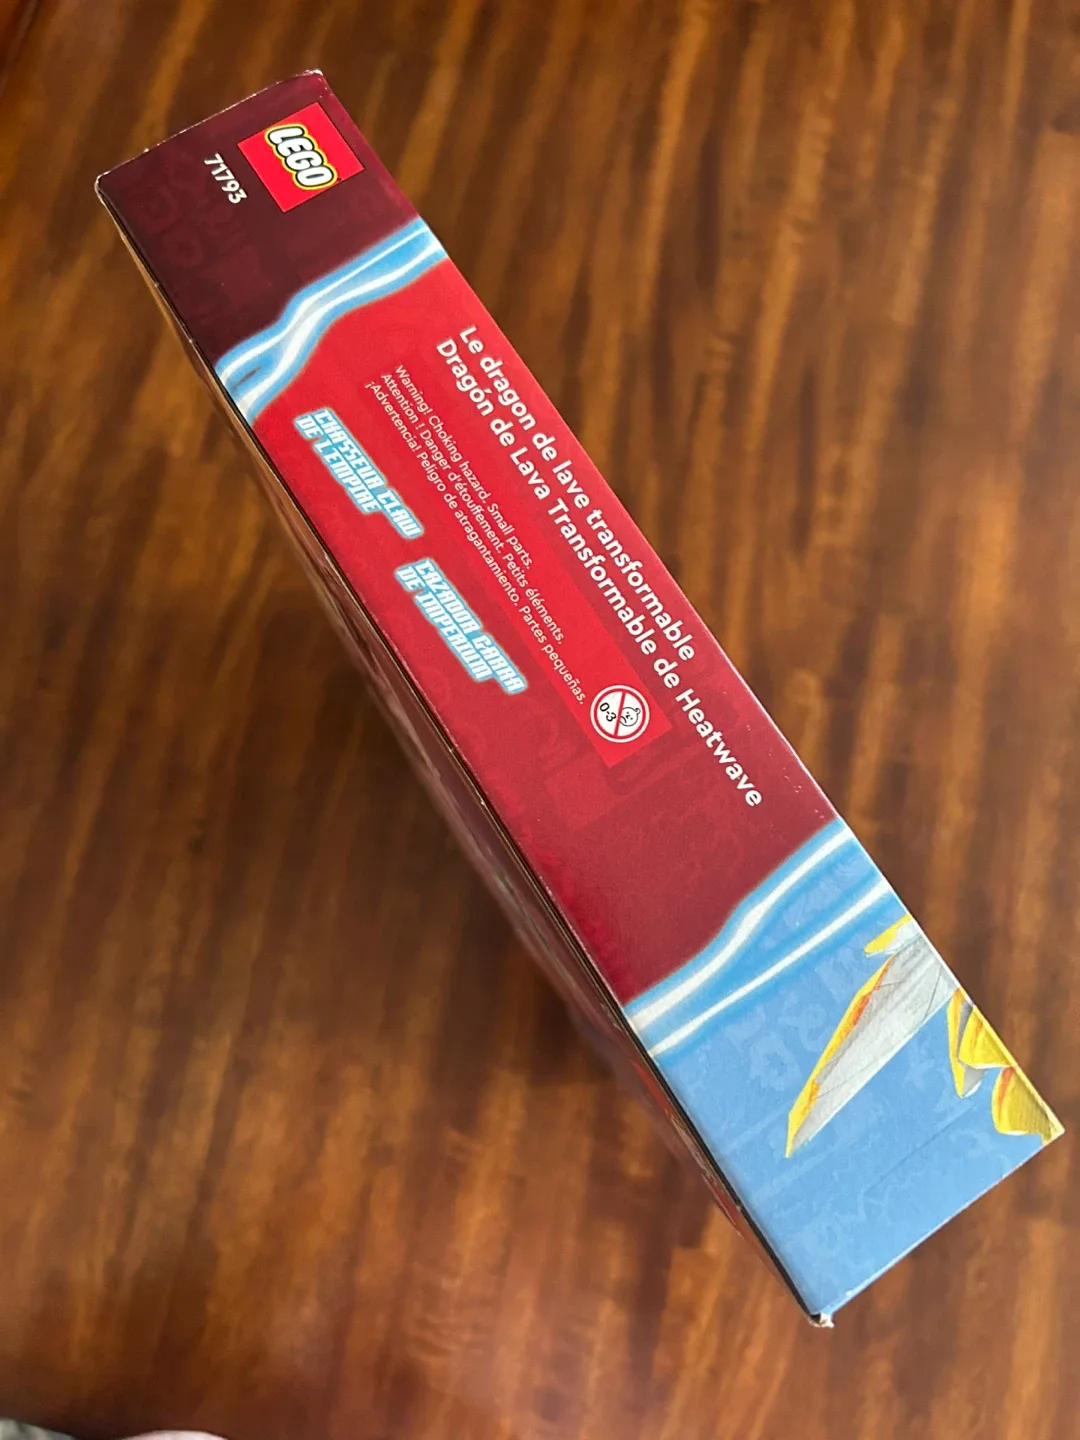 LEGO
71793
Le dragon de lave transformable
Dragón de Lava Transformable de Heatwave
Warning! Choking hazard. Small parts.
Attention ! Danger d'étouffement. Petits éléments.
¡Advertencia! Peligro de atragantamiento. Partes pequeñas.
0-3
CHASSEUR CLAW
DE L'EMPIRE
CAZADOR GARRA
DE IMPERIUM